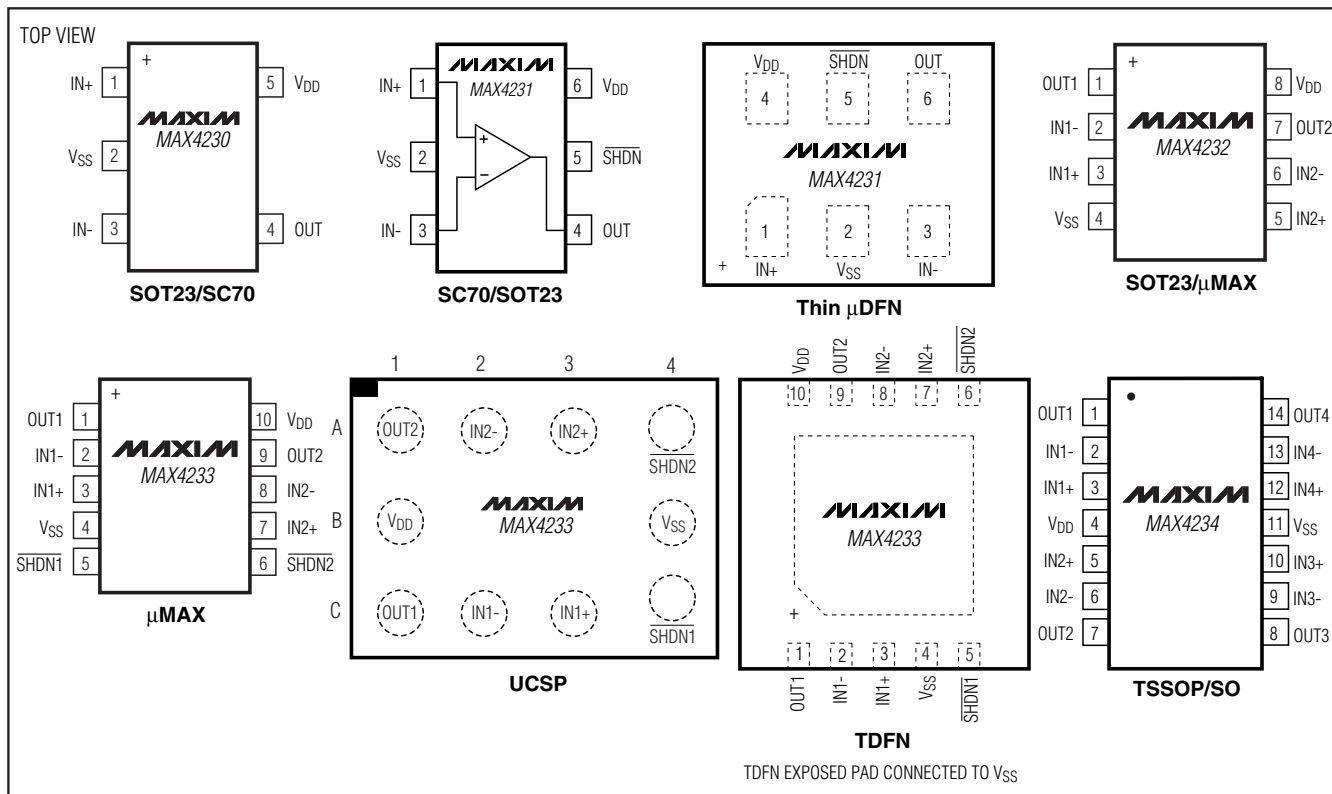 TOP VIEW
+
MAXIM
MAX4230
IN+ 1
VSS 2
IN- 3
5 VDD
4 OUT
SOT23/SC70
MAXIM
MAX4231
IN+ 1
VSS 2
IN- 3
+
−
6 VDD
5 SHDN
4 OUT
SC70/SOT23
VDD SHDN OUT
4 5 6
MAXIM
MAX4231
1 2 3
+ IN+ VSS IN-
Thin µDFN
+
MAXIM
MAX4232
OUT1 1
IN1- 2
IN1+ 3
VSS 4
8 VDD
7 OUT2
6 IN2-
5 IN2+
SOT23/µMAX
+
MAXIM
MAX4233
OUT1 1
IN1- 2
IN1+ 3
VSS 4
SHDN1 5
10 VDD
9 OUT2
8 IN2-
7 IN2+
6 SHDN2
µMAX
1 2 3 4
A OUT2 IN2- IN2+
SHDN2
MAXIM
MAX4233
B VDD VSS
C OUT1 IN1- IN1+
SHDN1
UCSP
VDD OUT2 IN2- IN2+ SHDN2
10 9 8 7 6
MAXIM
MAX4233
+
1 2 3 4 5
OUT1 IN1- IN1+ VSS SHDN1
TDFN
TDFN EXPOSED PAD CONNECTED TO VSS
MAXIM
MAX4234
OUT1 1
IN1- 2
IN1+ 3
VDD 4
IN2+ 5
IN2- 6
OUT2 7
14 OUT4
13 IN4-
12 IN4+
11 VSS
10 IN3+
9 IN3-
8 OUT3
TSSOP/SO